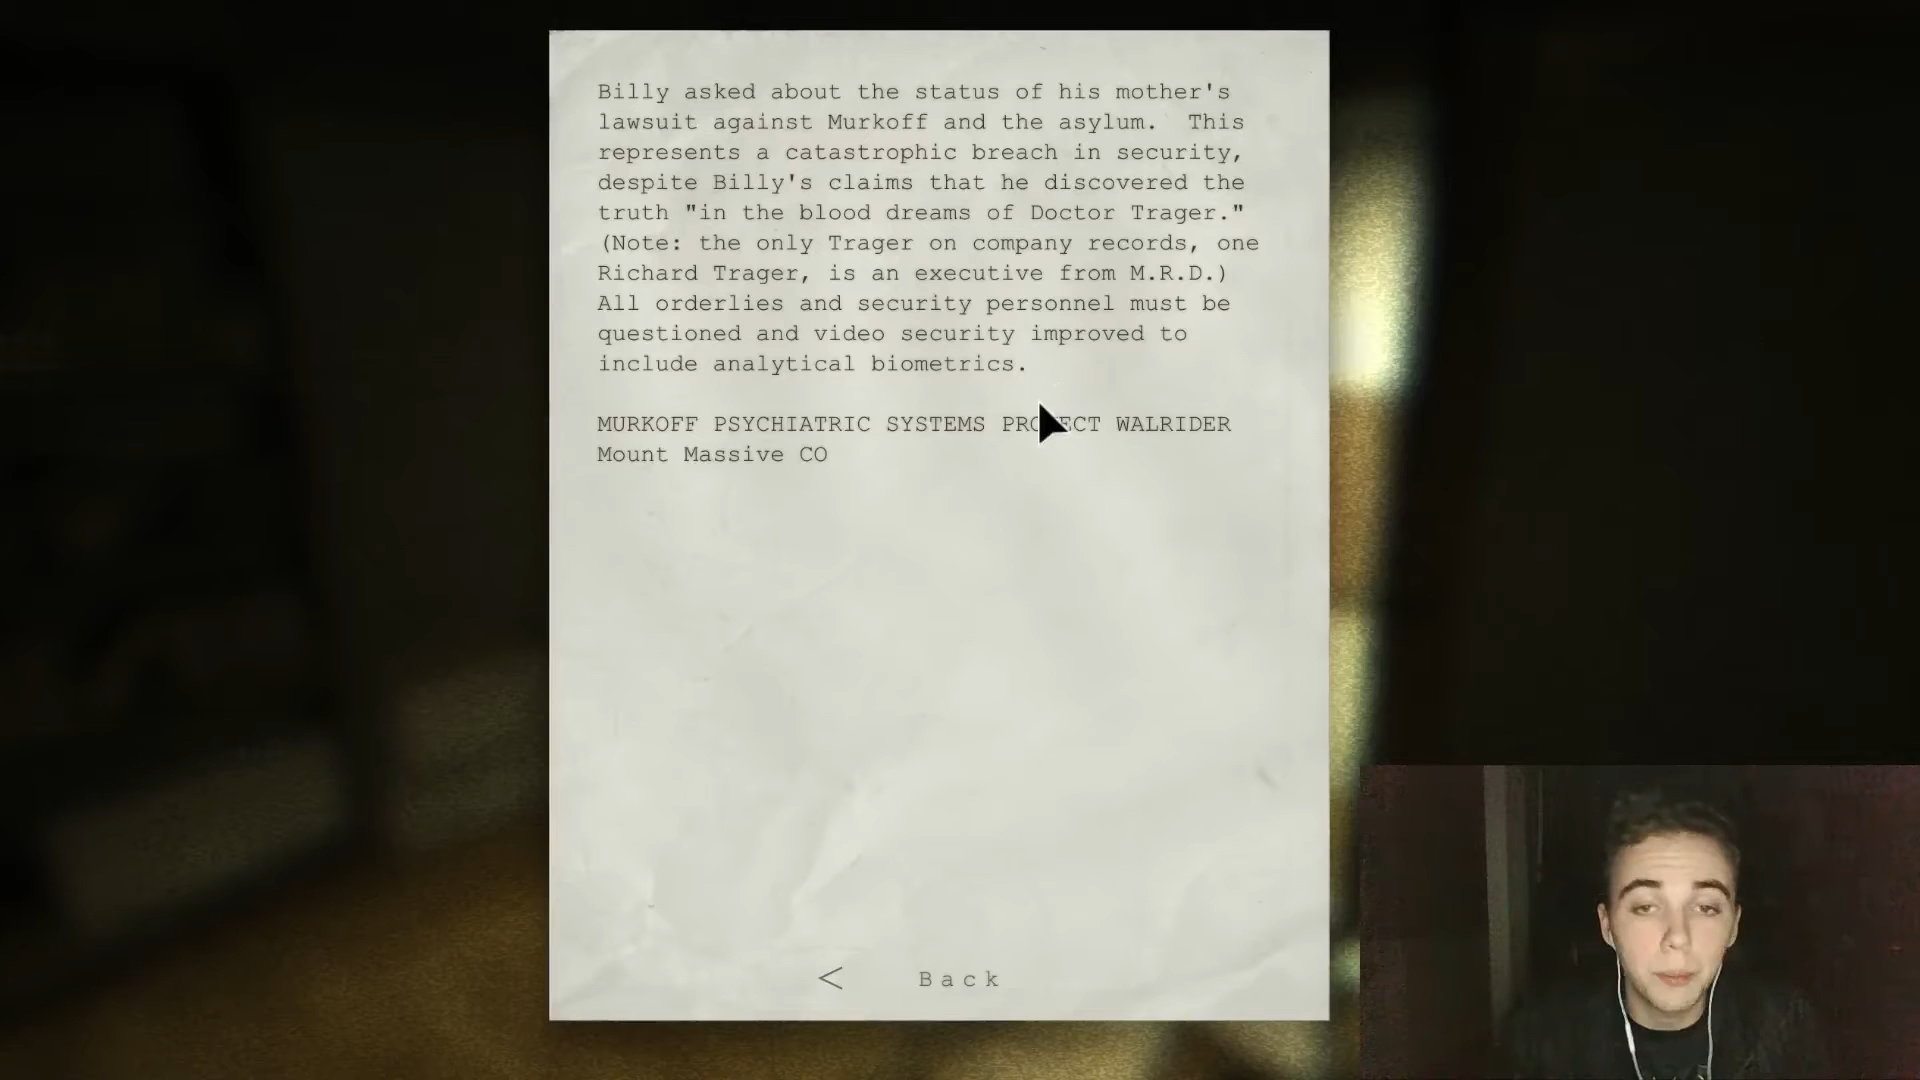 Billy asked about the status of his mother's
lawsuit against Murkoff and the asylum. This
represents a catastrophic breach in security,
despite Billy's claims that he discovered the
truth "in the blood dreams of Doctor Trager."
(Note: the only Trager on company records, one
Richard Trager, is an executive from M.R.D.)
All orderlies and security personnel must be
questioned and video security improved to
include analytical biometrics.
MURKOFF PSYCHIATRIC SYSTEMS PROJECT WALRIDER
Mount Massive CO
< Back